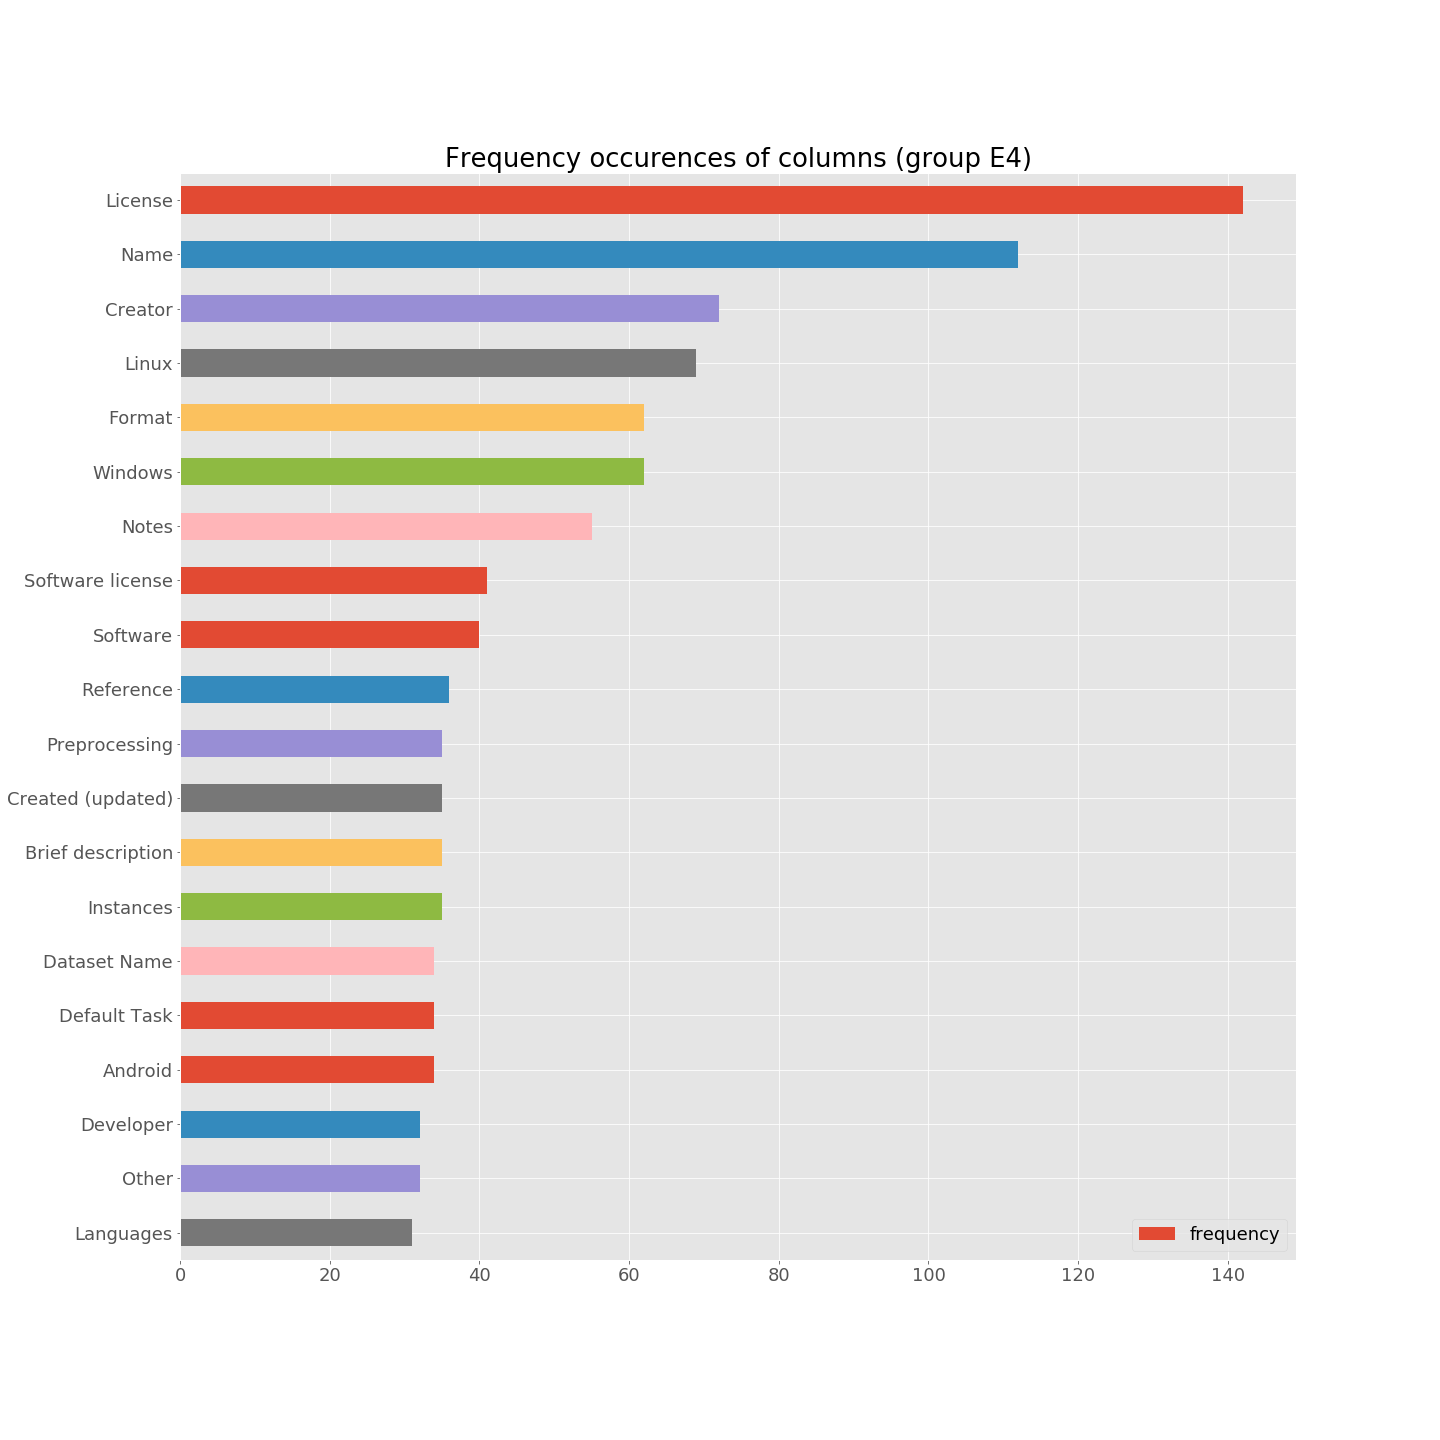 Frequency occurences of columns (group E4)
License
Name
Creator
Linux
Format
Windows
Notes
Software license
Software
Reference
Preprocessing
Created (updated)
Brief description
Instances
Dataset Name
Default Task
Android
Developer
Other
Languages
frequency
0 20 40 60 80 100 120 140